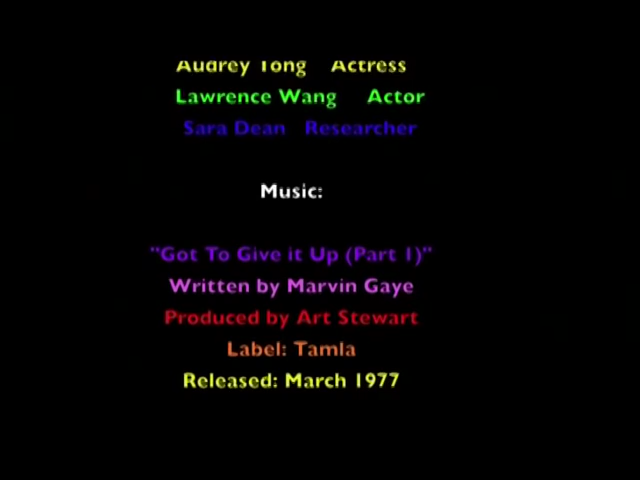 Audrey Tong Actress
Lawrence Wang Actor
Sara Dean Researcher
Music:
"Got To Give it Up (Part 1)"
Written by Marvin Gaye
Produced by Art Stewart
Label: Tamla
Released: March 1977